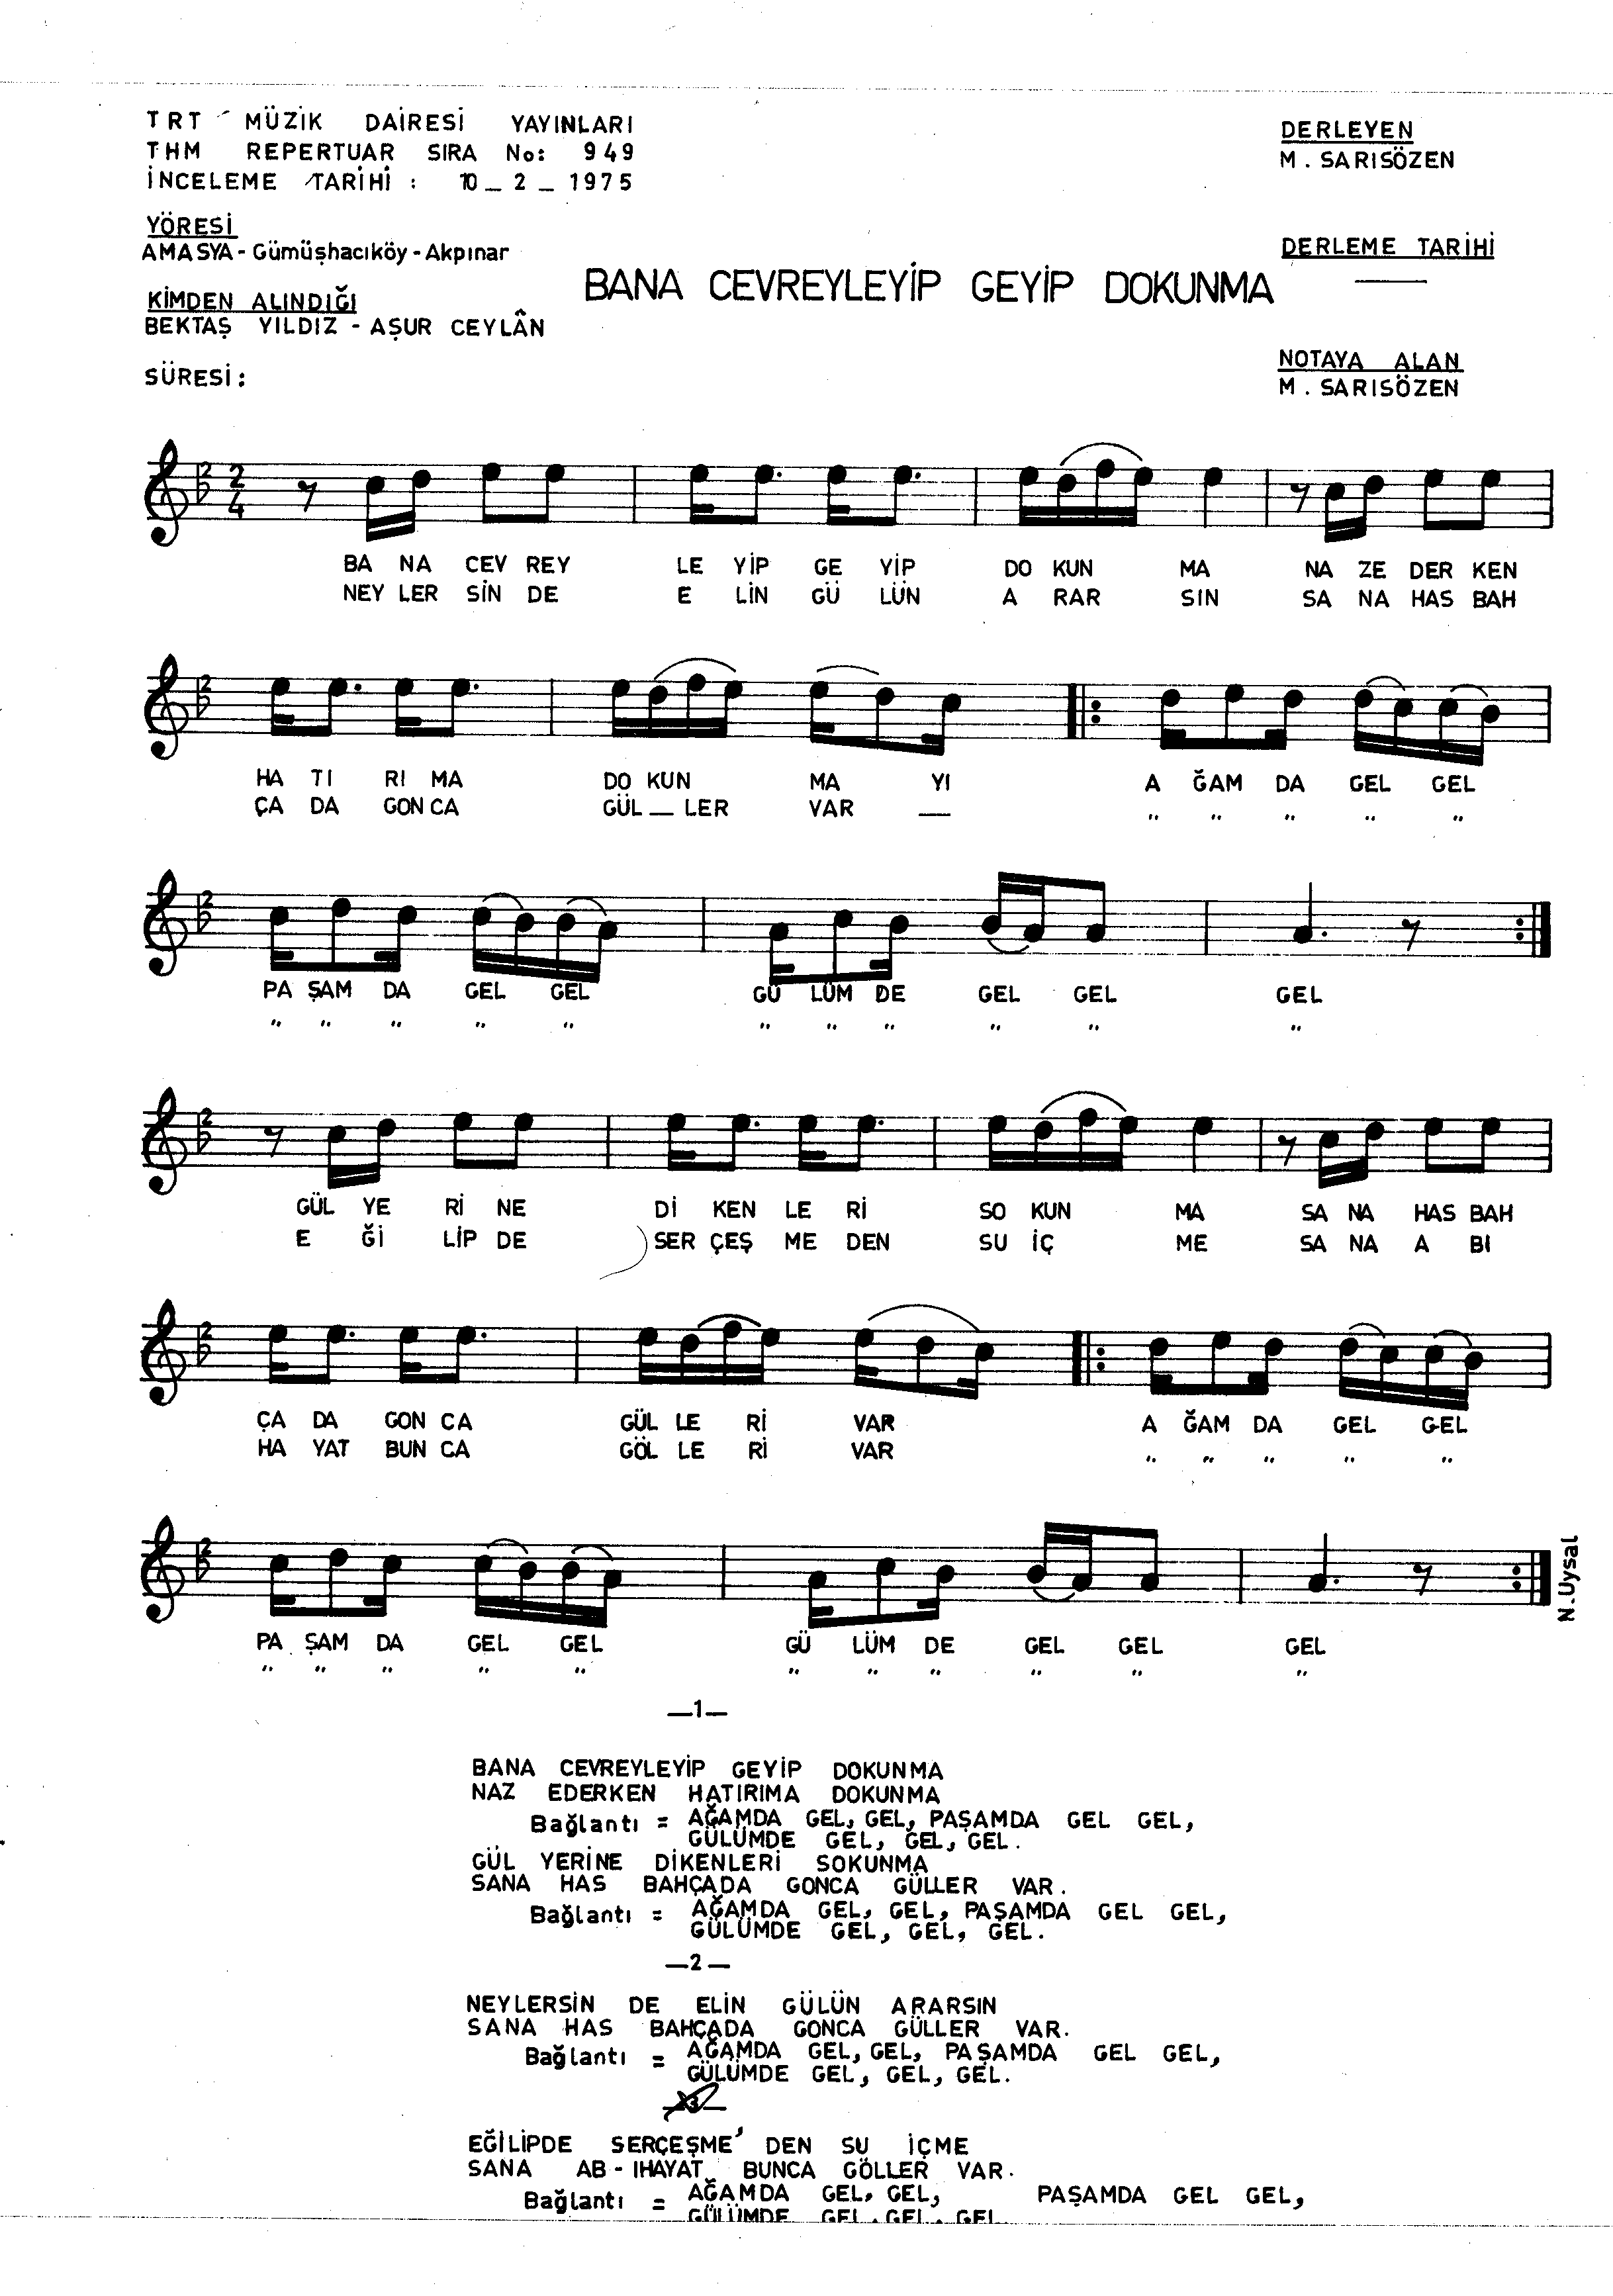 TRT MÜZİK DAİRESİ YAYINLARI
THM REPERTUAR SIRA No: 949
İNCELEME TARİHİ : 10 _ 2 _ 1975
DERLEYEN
M. SARISÖZEN
YÖRESİ
AMASYA - Gümüşhacıköy - Akpınar
DERLEME TARİHİ
BANA CEVREYLEYİP GEYİP DOKUNMA
KİMDEN ALINDIĞI
BEKTAŞ YILDIZ - AŞUR CEYLÂN
NOTAYA ALAN
M. SARISÖZEN
SÜRESİ :
2 2 4
BA NA CEV REY LE YİP GE YİP DO KUN MA NA ZE DER KEN
NEY LER SİN DE E LİN GÜ LÜN A RAR SIN SA NA HAS BAH
2
HA TI RI MA DO KUN MA YI A ĞAM DA GEL GEL
ÇA DA GON CA GÜL — LER VAR — " " " " "
2
PA ŞAM DA GEL GEL GÜ LÜM DE GEL GEL GEL
" " " " " " " " " " "
2
GÜL YE Rİ NE Dİ KEN LE Rİ SO KUN MA SA NA HAS BAH
E Ğİ LİP DE SER ÇEŞ ME DEN SU İÇ ME SA NA A BI
2
ÇA DA GON CA GÜL LE Rİ VAR A ĞAM DA GEL GEL
HA YAT BUN CA GÖL LE Rİ VAR " " " " "
2
PA ŞAM DA GEL GEL GÜ LÜM DE GEL GEL GEL
" " " " " " " " " " "
N.Uysal
—1—
BANA CEVREYLEYİP GEYİP DOKUNMA
NAZ EDERKEN HATIRIMA DOKUNMA
Bağlantı = AĞAMDA GEL, GEL, PAŞAMDA GEL GEL,
GÜLÜMDE GEL, GEL, GEL.
GÜL YERİNE DİKENLERİ SOKUNMA
SANA HAS BAHÇADA GONCA GÜLLER VAR.
Bağlantı = AĞAMDA GEL, GEL, PAŞAMDA GEL GEL,
GÜLÜMDE GEL, GEL, GEL.
—2—
NEYLERSİN DE ELİN GÜLÜN ARARSIN
SANA HAS BAHÇADA GONCA GÜLLER VAR.
Bağlantı = AĞAMDA GEL, GEL, PAŞAMDA GEL GEL,
GÜLÜMDE GEL, GEL, GEL.
—3—
EĞİLİPDE SERÇEŞME' DEN SU İÇME
SANA AB - IHAYAT BUNCA GÖLLER VAR.
Bağlantı = AĞAMDA GEL, GEL, PAŞAMDA GEL GEL,
GÜLÜMDE GEL, GEL, GEL